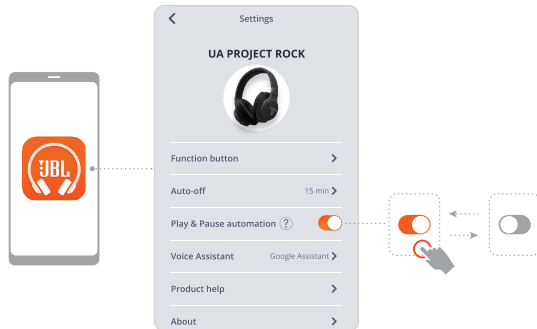 Settings
UA PROJECT ROCK
JBL
Function button
Auto-off 15 min
Play & Pause automation ?
Voice Assistant Google Assistant
Product help
About